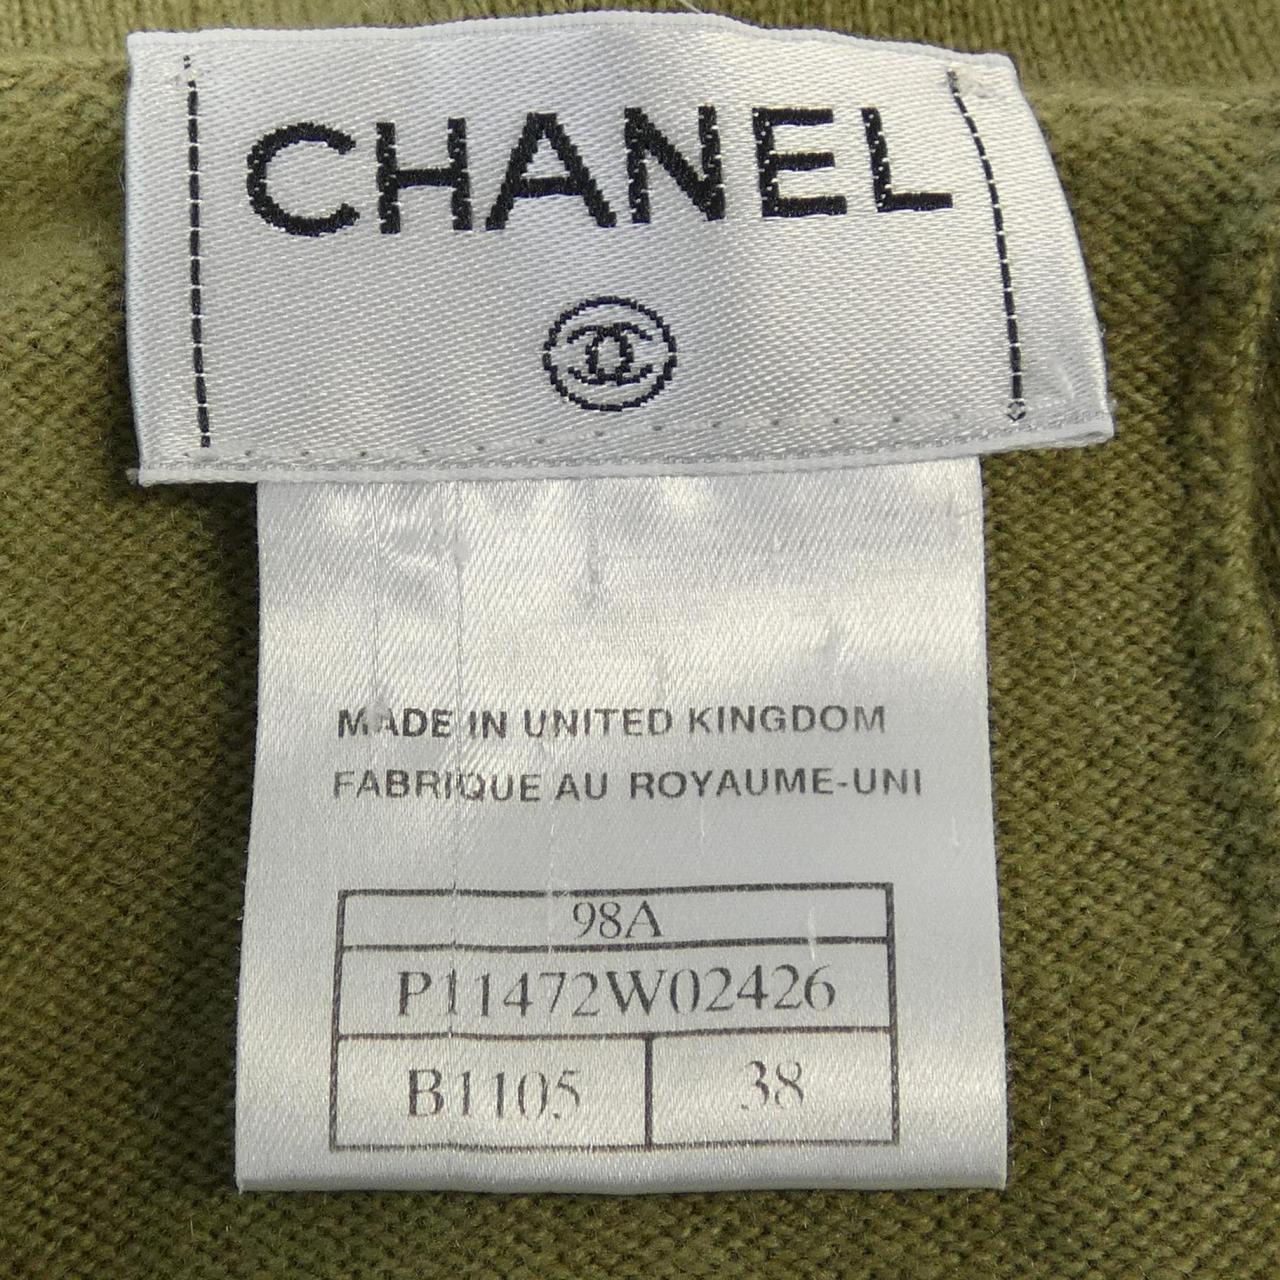 CHANEL
MADE IN UNITED KINGDOM
FABRIQUE AU ROYAUME-UNI
98A
P11472W02426
B1105 38